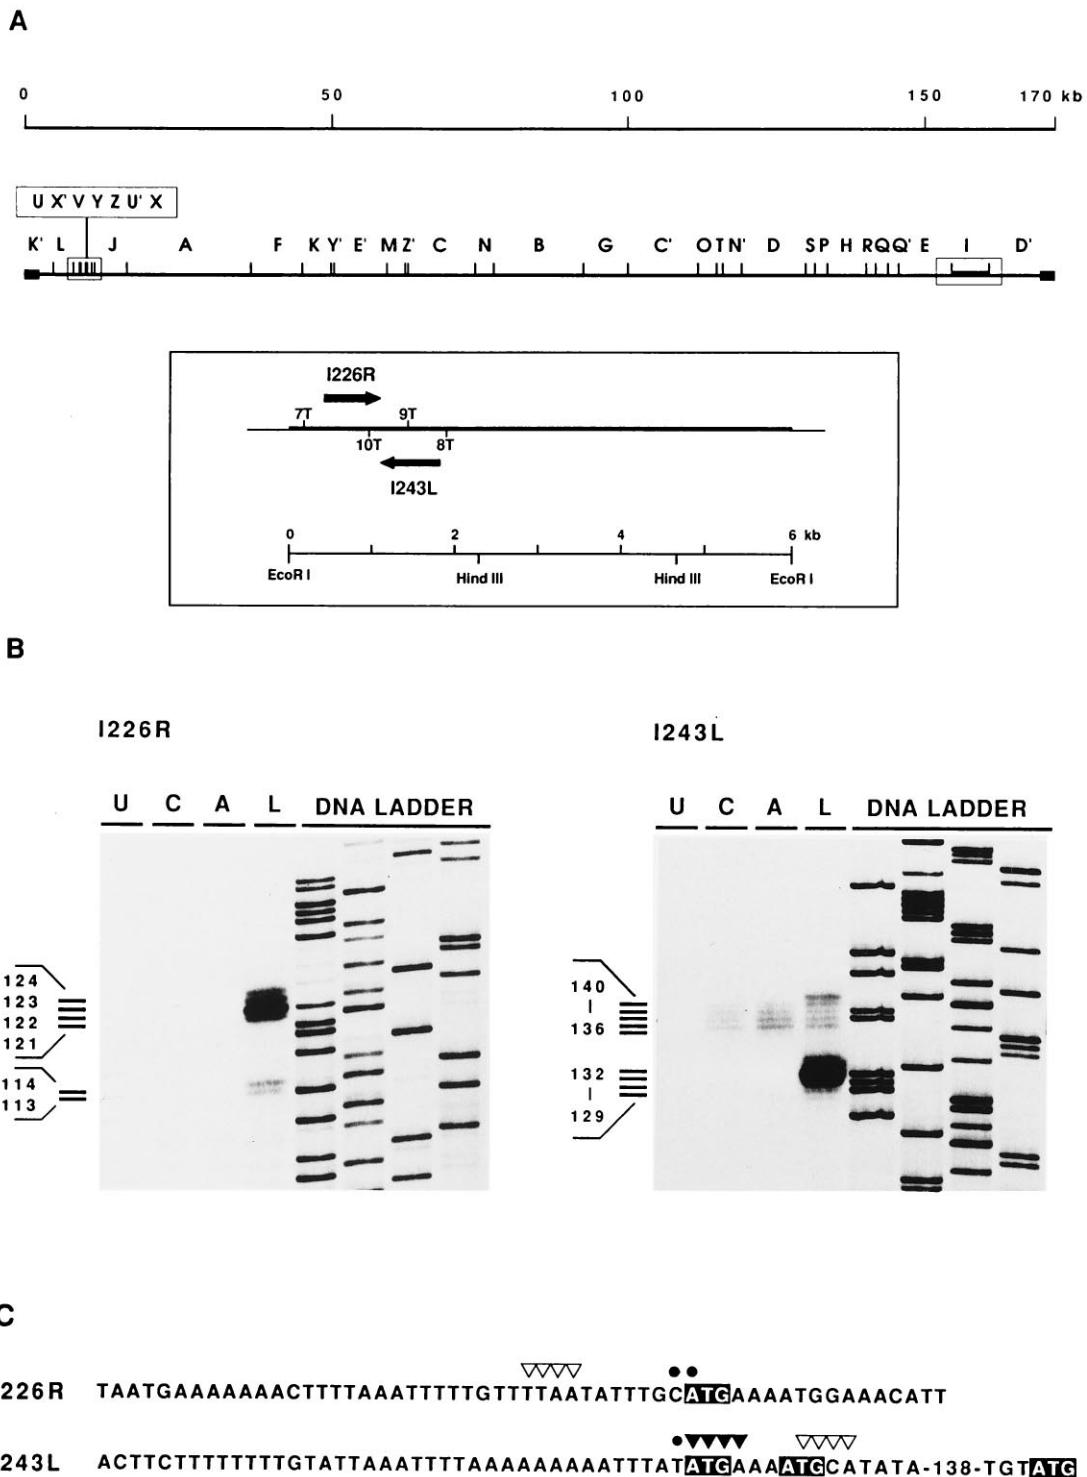 A
0 50 100 150 170 kb
U X' V Y Z U' X
K' L J A F K Y' E' M Z' C N B G C' O T N' D S P H R Q Q' E I D'
I226R
7T 9T
10T 8T
I243L
0 2 4 6 kb
EcoR I Hind III Hind III EcoR I
B
I226R
I243L
U C A L DNA LADDER
U C A L DNA LADDER
124
123
122
121
114
113
140
136
132
129
C
226R TAATGAAAAAAACTTTTAAATTTTTGTTTTAATATTTGCATGAAAATGGAAACATT
243L ACTTCTTTTTTTTGTATTAAATTTTAAAAAAAAAATTTATATGAAAATGCATATA-138-TGTATG